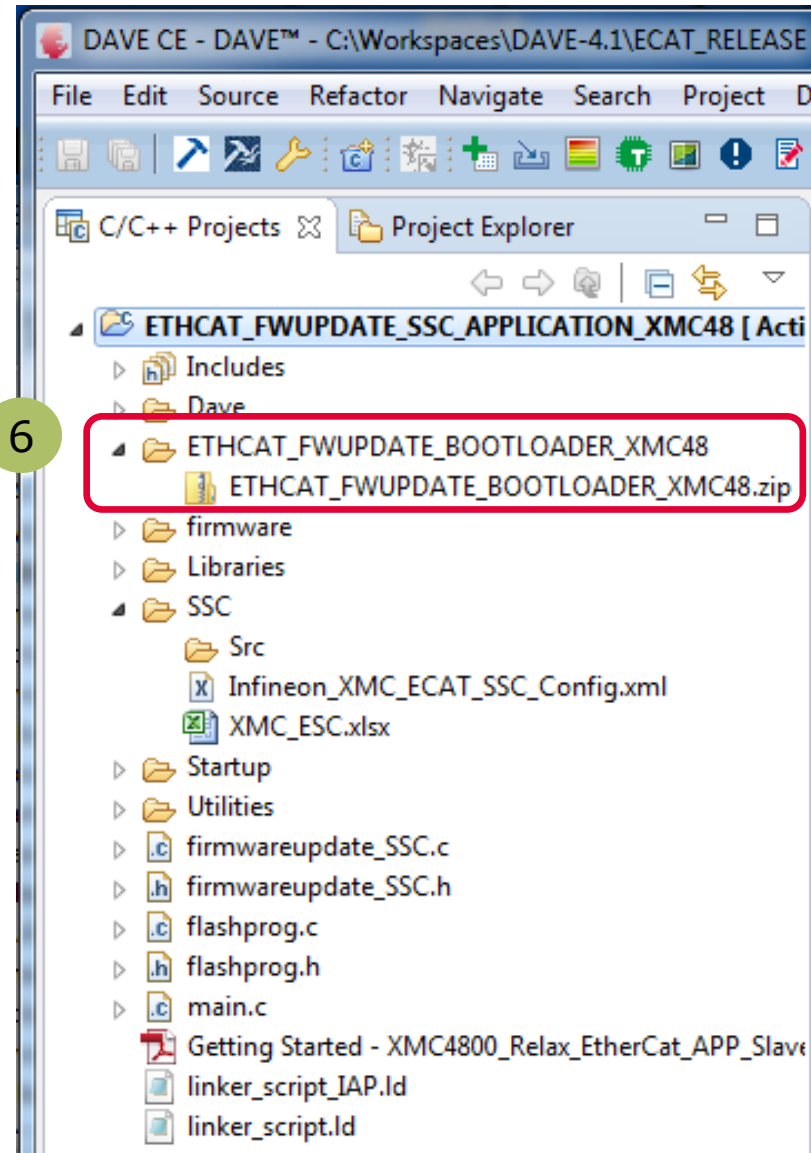 DAVE CE - DAVE™ - C:\Workspaces\DAVE-4.1\ECAT_RELEASE
File Edit Source Refactor Navigate Search Project D
C/C++ Projects Project Explorer
ETHCAT_FWUPDATE_SSC_APPLICATION_XMC48 [ Acti
Includes
Dave
6
ETHCAT_FWUPDATE_BOOTLOADER_XMC48
ETHCAT_FWUPDATE_BOOTLOADER_XMC48.zip
firmware
Libraries
SSC
Src
Infineon_XMC_ECAT_SSC_Config.xml
XMC_ESC.xlsx
Startup
Utilities
firmwareupdate_SSC.c
firmwareupdate_SSC.h
flashprog.c
flashprog.h
main.c
Getting Started - XMC4800_Relax_EtherCat_APP_Slave
linker_script_IAP.ld
linker_script.ld